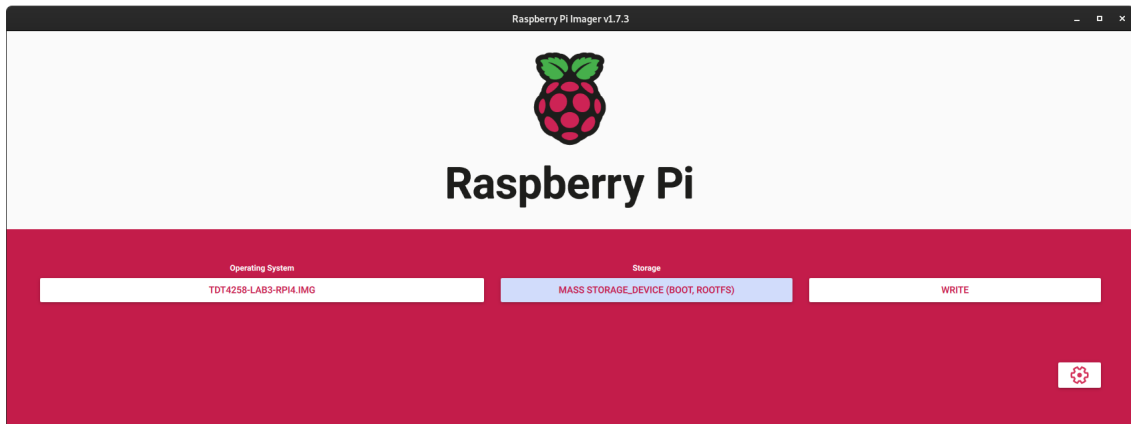 Raspberry Pi Imager v1.7.3
Raspberry Pi
Operating System
Storage
TDT4258-LAB3-RPI4.IMG
MASS STORAGE_DEVICE (BOOT, ROOTFS)
WRITE